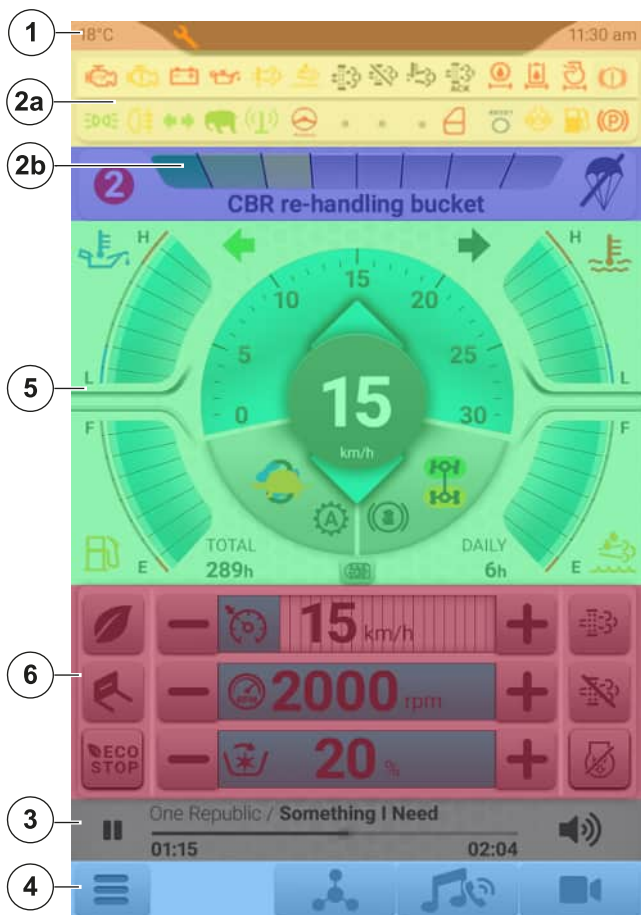 1
18°C
11:30 am
2a
ACK
RESET
2b
2
CBR re-handling bucket
H
H
15
10
20
5
25
L
5
L
0
15
30
F
F
km/h
A
TOTAL
DAILY
E
289h
6h
E
15 km/h
6
2000 rpm
ECO
STOP
20 %
3
One Republic / Something I Need
01:15
02:04
4